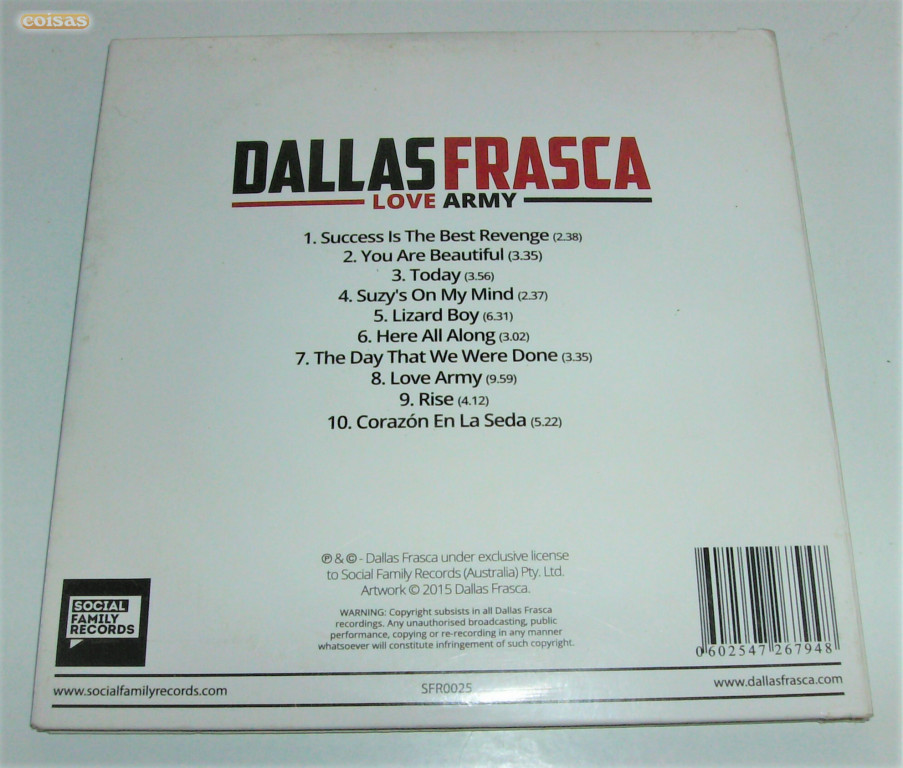 coisas
DALLASFRASCA
LOVE ARMY
1. Success Is The Best Revenge (2.38)
2. You Are Beautiful (3.35)
3. Today (3.56)
4. Suzy's On My Mind (2.37)
5. Lizard Boy (6.31)
6. Here All Along (3.02)
7. The Day That We Were Done (3.35)
8. Love Army (9.59)
9. Rise (4.12)
10. Corazón En La Seda (5.22)
℗ & © - Dallas Frasca under exclusive license
to Social Family Records (Australia) Pty. Ltd.
Artwork © 2015 Dallas Frasca.
WARNING: Copyright subsists in all Dallas Frasca
recordings. Any unauthorised broadcasting, public
performance, copying or re-recording in any manner
whatsoever will constitute infringement of such copyright.
SOCIAL
FAMILY
RECORDS
0 602547 267948
www.socialfamilyrecords.com
SFR0025
www.dallasfrasca.com